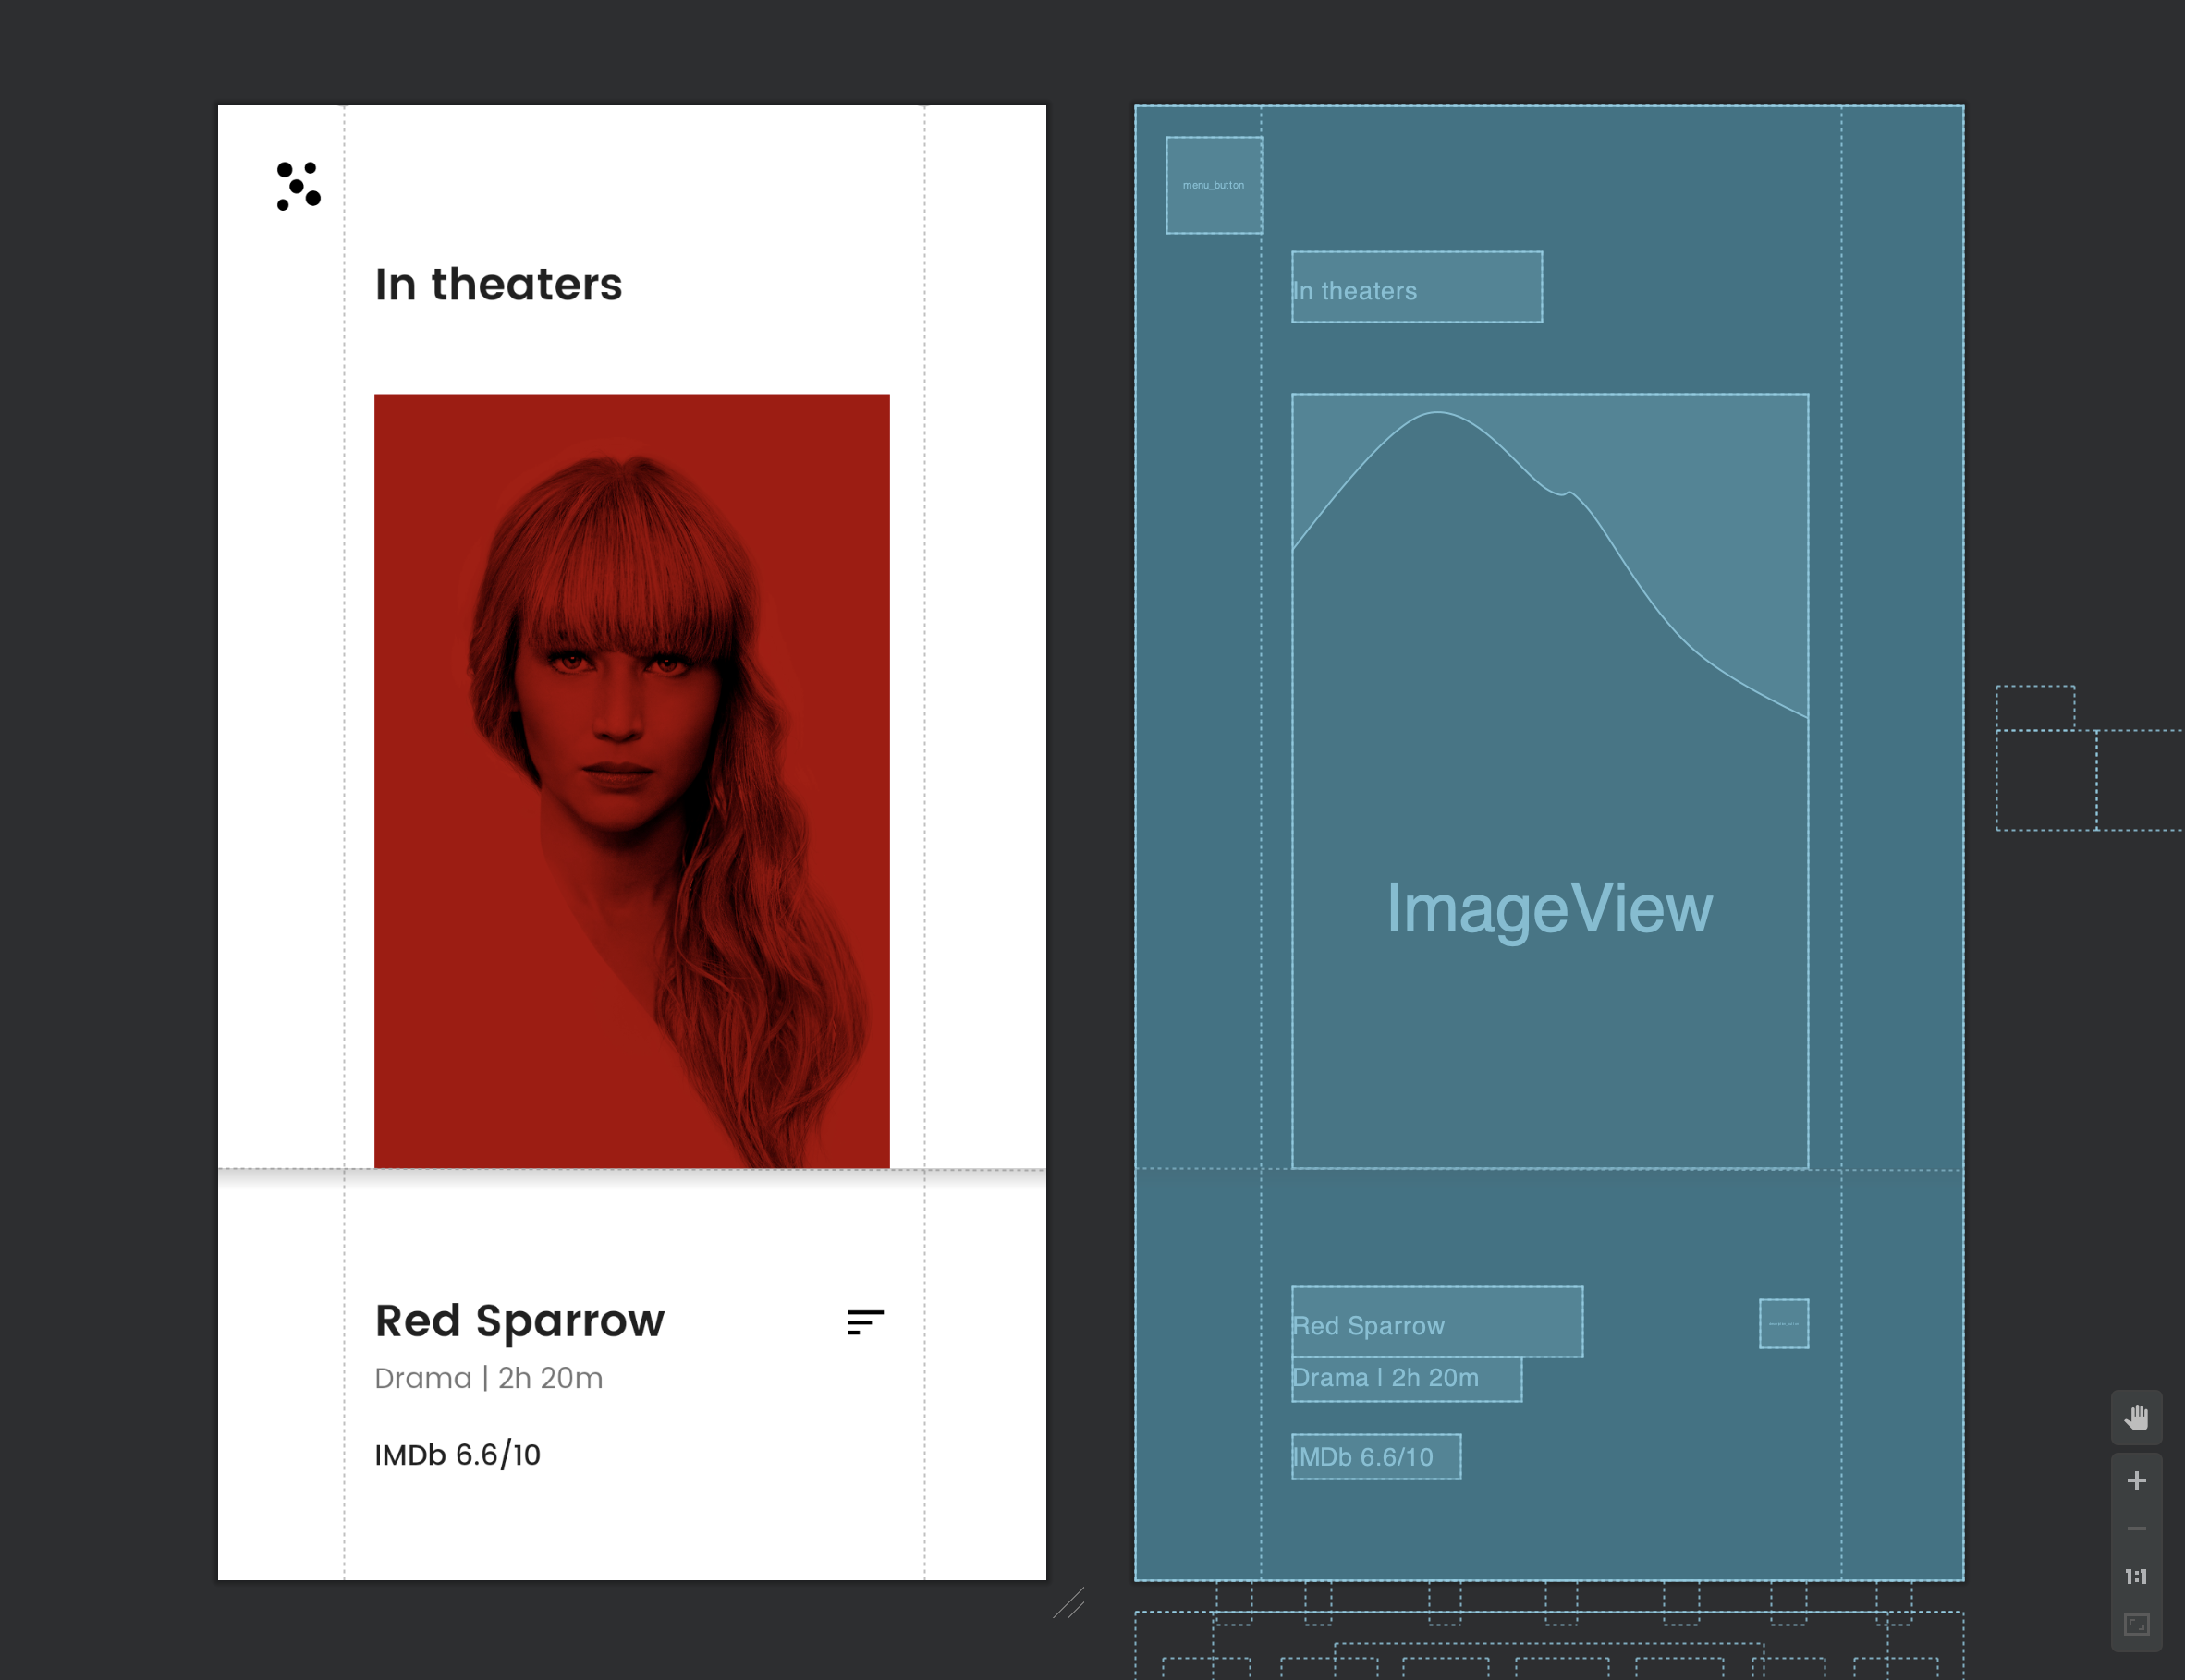 In theaters
Red Sparrow
Drama | 2h 20m
IMDb 6.6/10
menu_button
In theaters
ImageView
Red Sparrow
Drama | 2h 20m
IMDb 6.6/10
1:1